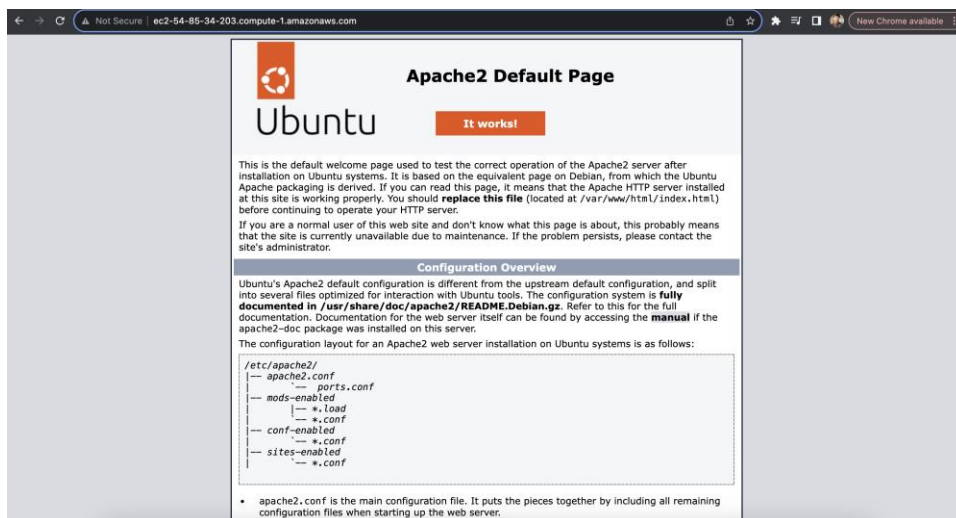 Not Secure | ec2-54-85-34-203.compute-1.amazonaws.com
New Chrome available
Apache2 Default Page
Ubuntu
It works!
This is the default welcome page used to test the correct operation of the Apache2 server after
installation on Ubuntu systems. It is based on the equivalent page on Debian, from which the Ubuntu
Apache packaging is derived. If you can read this page, it means that the Apache HTTP server installed
at this site is working properly. You should replace this file (located at /var/www/html/index.html)
before continuing to operate your HTTP server.
If you are a normal user of this web site and don't know what this page is about, this probably means
that the site is currently unavailable due to maintenance. If the problem persists, please contact the
site's administrator.
Configuration Overview
Ubuntu's Apache2 default configuration is different from the upstream default configuration, and split
into several files optimized for interaction with Ubuntu tools. The configuration system is fully
documented in /usr/share/doc/apache2/README.Debian.gz. Refer to this for the full
documentation. Documentation for the web server itself can be found by accessing the manual if the
apache2-doc package was installed on this server.
The configuration layout for an Apache2 web server installation on Ubuntu systems is as follows:
/etc/apache2/
|-- apache2.conf
|       `-- ports.conf
|-- mods-enabled
|       |-- *.load
|       `-- *.conf
|-- conf-enabled
|       `-- *.conf
|-- sites-enabled
|       `-- *.conf
• apache2.conf is the main configuration file. It puts the pieces together by including all remaining
configuration files when starting up the web server.